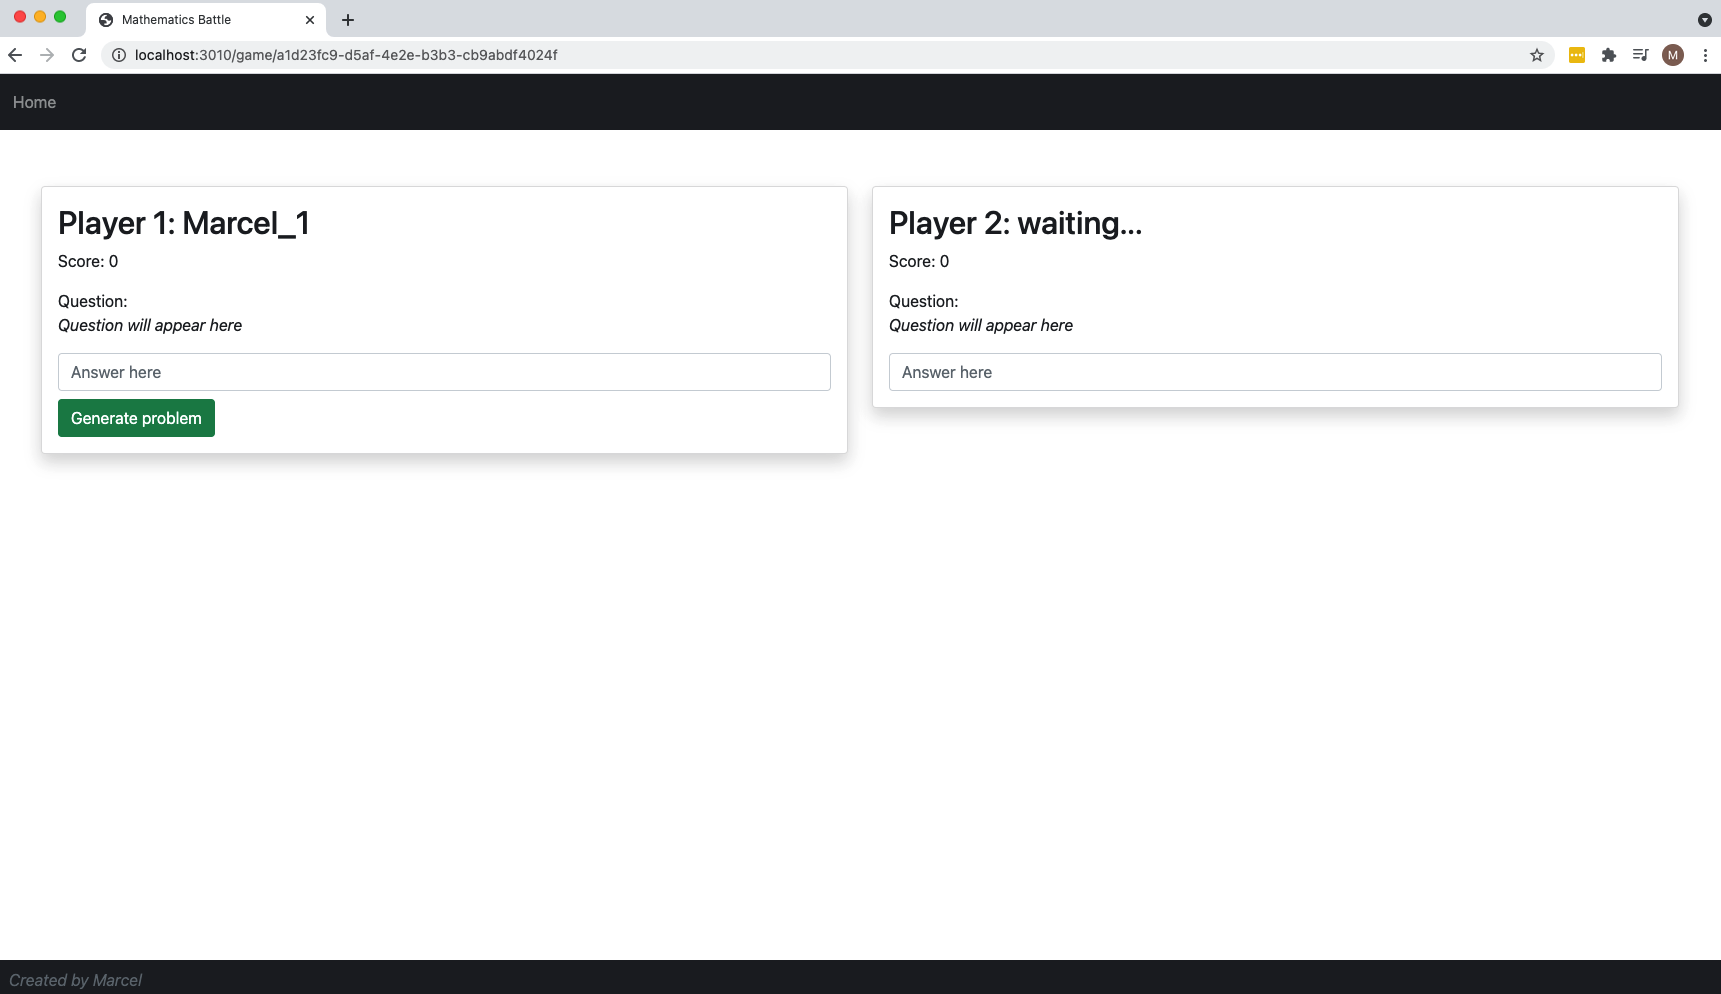 Mathematics Battle
localhost:3010/game/a1d23fc9-d5af-4e2e-b3b3-cb9abdf4024f
M
Home
Player 1: Marcel_1
Score: 0
Question:
Question will appear here
Answer here
Generate problem
Player 2: waiting...
Score: 0
Question:
Question will appear here
Answer here
Created by Marcel